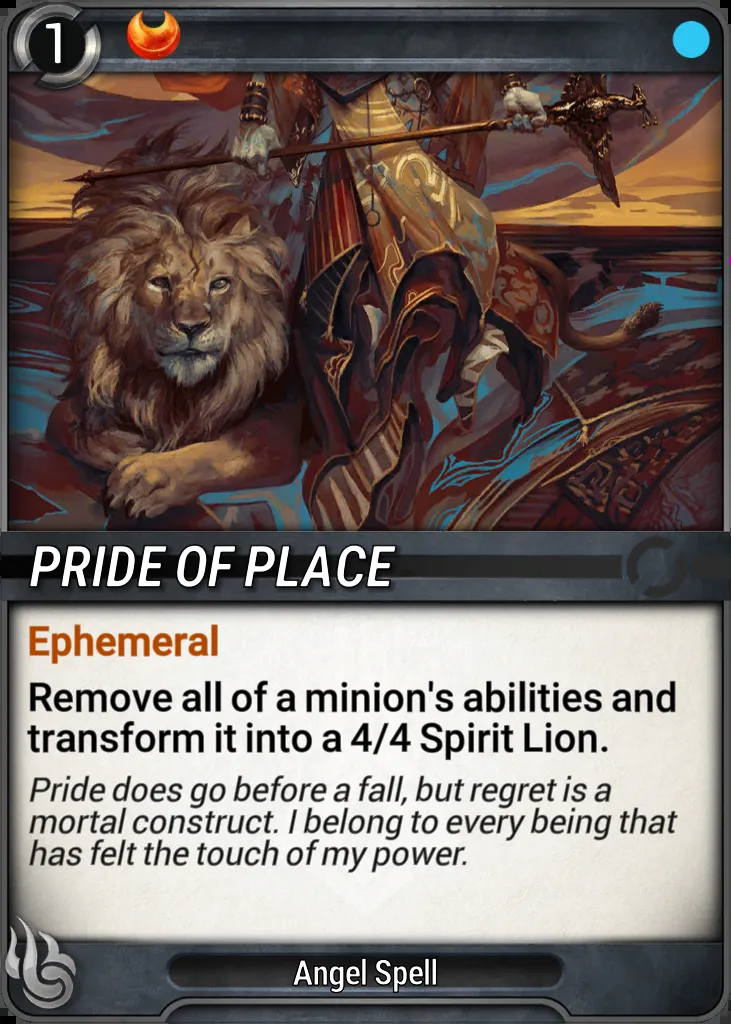 1
PRIDE OF PLACE
Ephemeral
Remove all of a minion's abilities and
transform it into a 4/4 Spirit Lion.
Pride does go before a fall, but regret is a
mortal construct. I belong to every being that
has felt the touch of my power.
Angel Spell